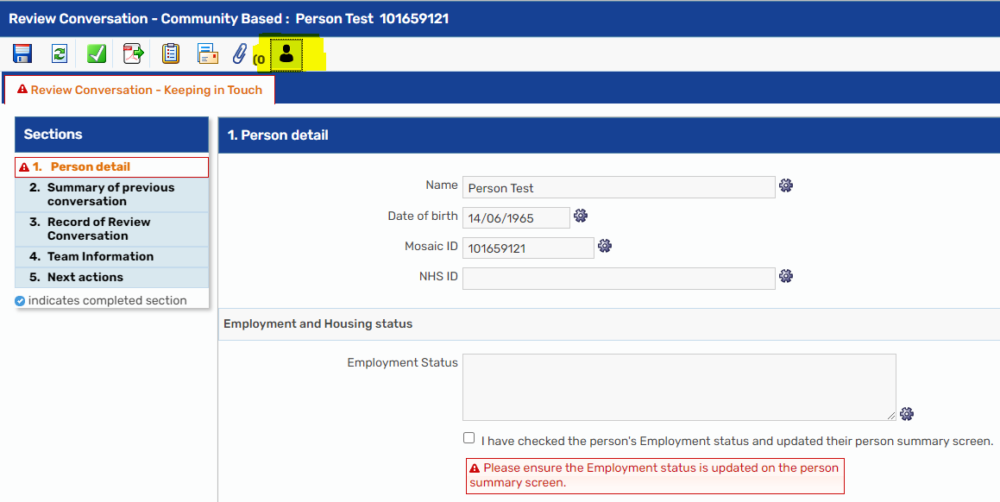 Review Conversation - Community Based : Person Test 101659121
(0
Review Conversation - Keeping in Touch
Sections
1. Person detail
2. Summary of previous
conversation
3. Record of Review
Conversation
4. Team Information
5. Next actions
indicates completed section
1. Person detail
Name Person Test
Date of birth 14/06/1965
Mosaic ID 101659121
NHS ID
Employment and Housing status
Employment Status
I have checked the person's Employment status and updated their person summary screen.
Please ensure the Employment status is updated on the person
summary screen.